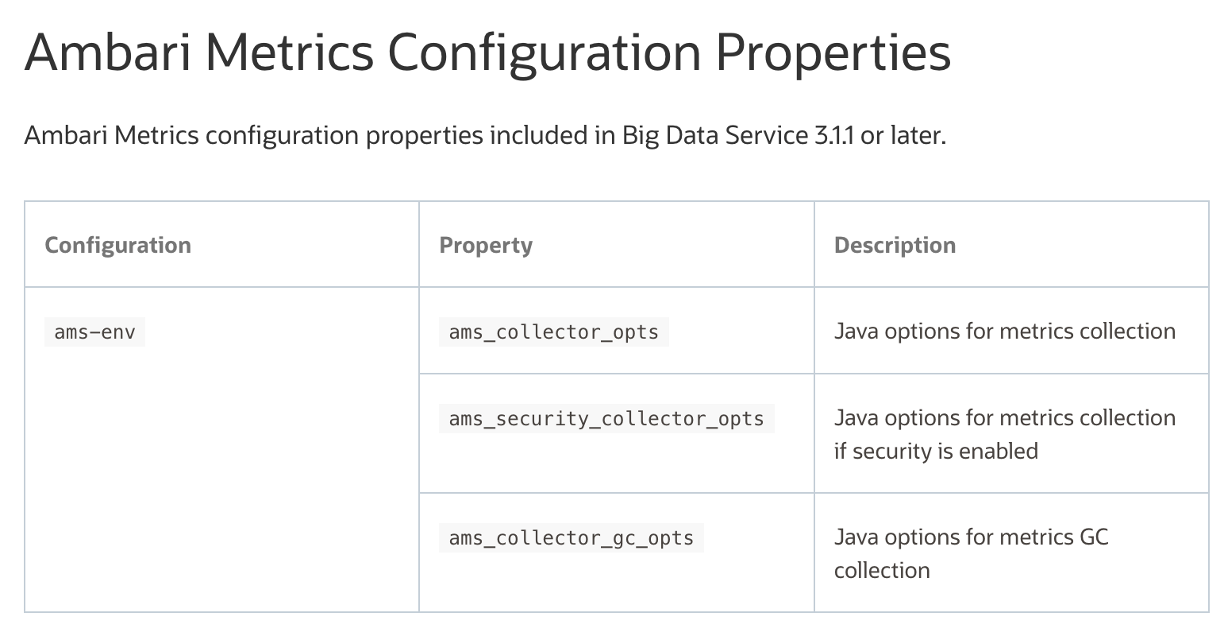 Ambari Metrics Configuration Properties
Ambari Metrics configuration properties included in Big Data Service 3.1.1 or later.
Configuration Property Description
ams-env ams_collector_opts Java options for metrics collection
ams_security_collector_opts Java options for metrics collection
if security is enabled
ams_collector_gc_opts Java options for metrics GC
collection